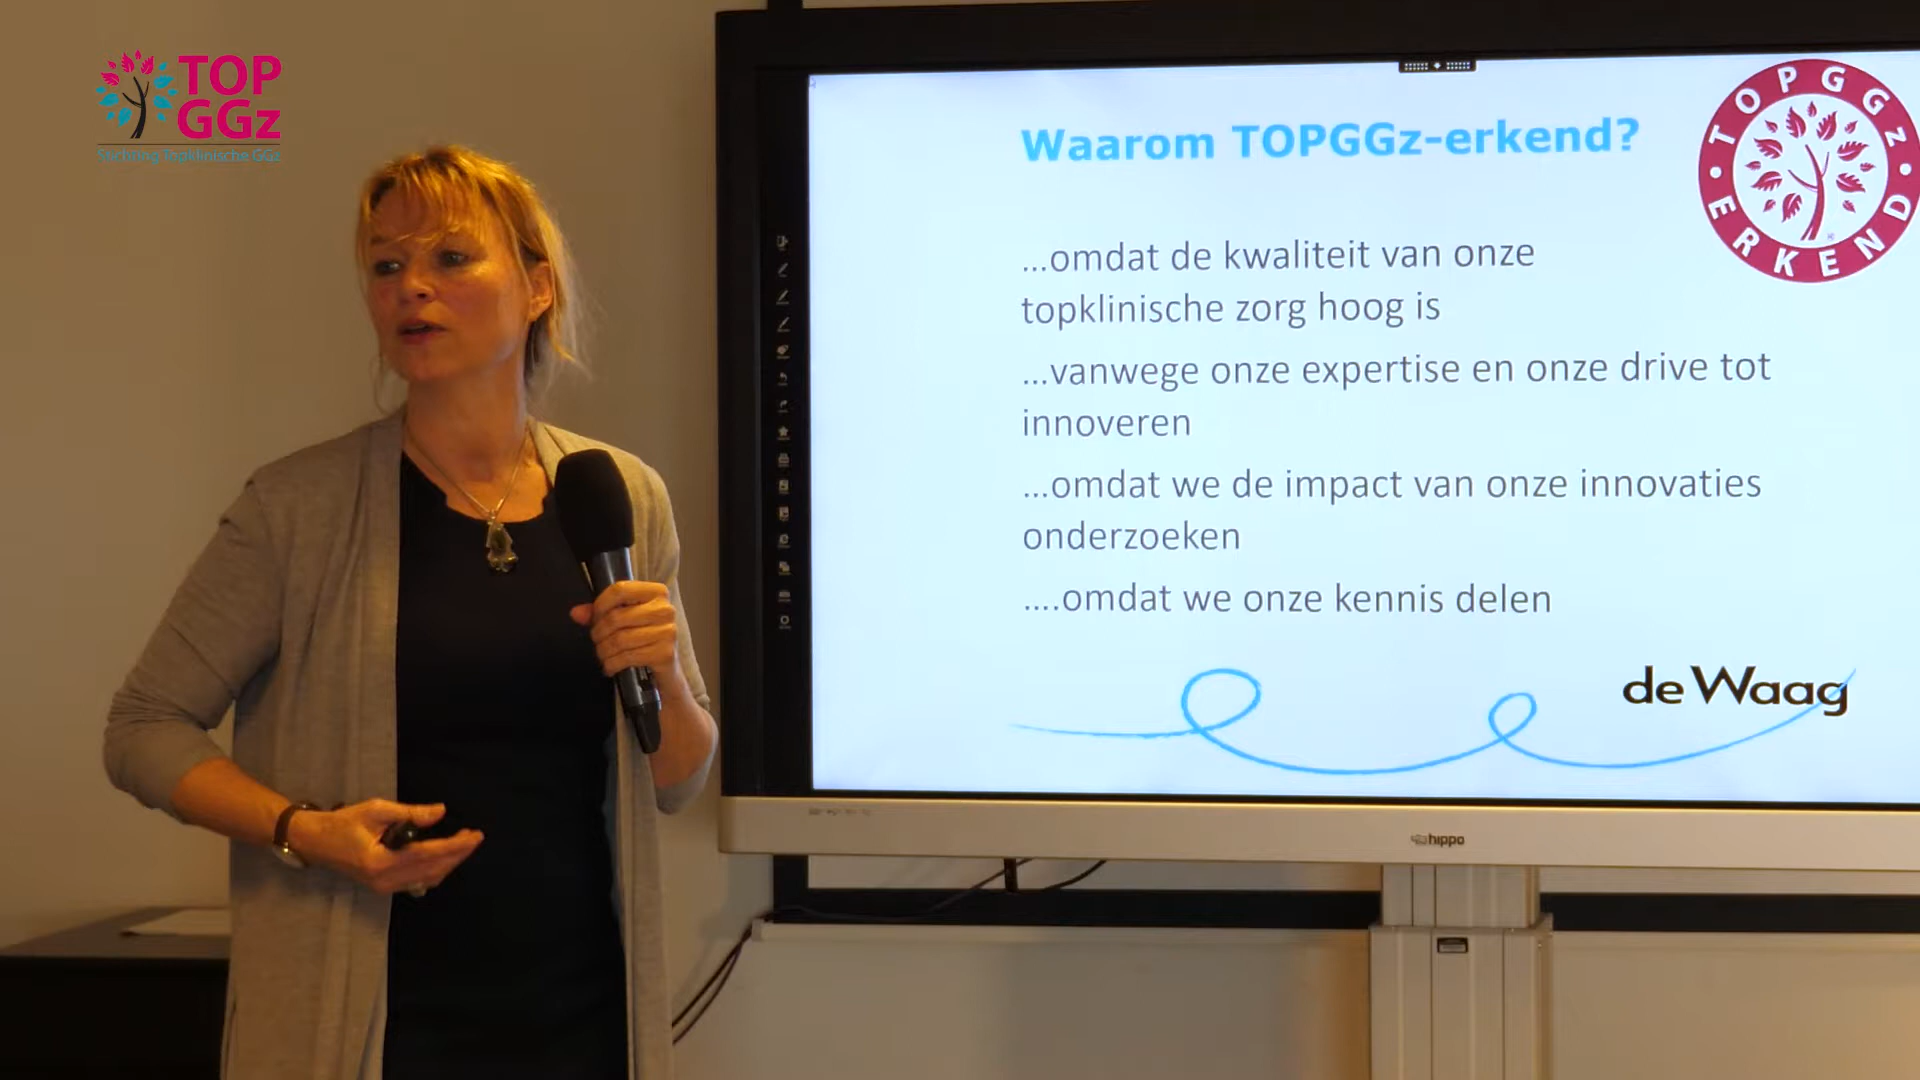 TOP
GGz
Stichting Topklinische GGz
Waarom TOPGGz-erkend?
TOPGGz
ERKEND
...omdat de kwaliteit van onze
topklinische zorg hoog is
...vanwege onze expertise en onze drive tot
innoveren
...omdat we de impact van onze innovaties
onderzoeken
....omdat we onze kennis delen
de Waag
hippo